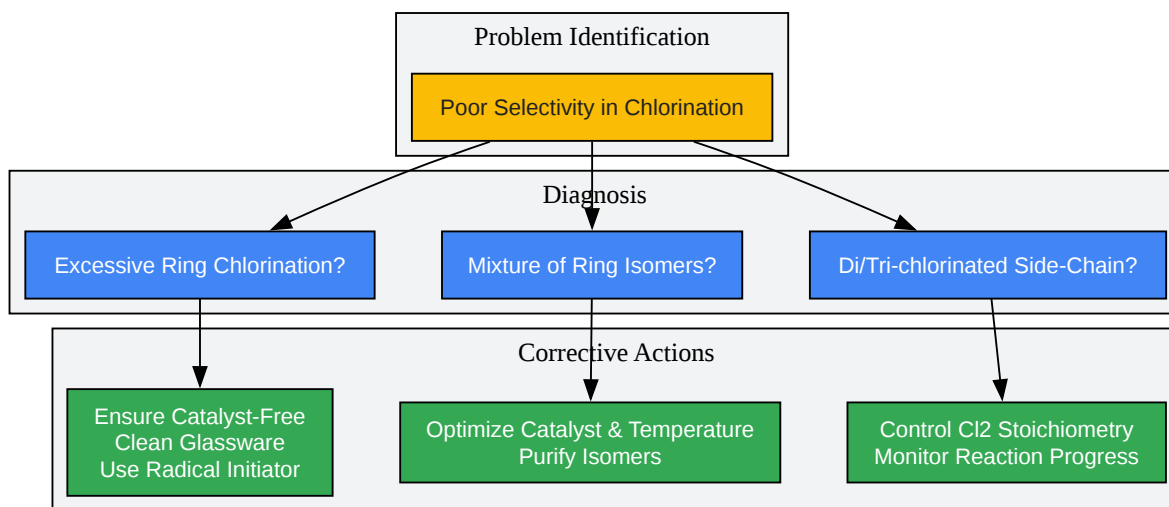 Problem Identification
Poor Selectivity in Chlorination
Diagnosis
Excessive Ring Chlorination?
Mixture of Ring Isomers?
Di/Tri-chlorinated Side-Chain?
Corrective Actions
Ensure Catalyst-Free
Clean Glassware
Use Radical Initiator
Optimize Catalyst & Temperature
Purify Isomers
Control Cl2 Stoichiometry
Monitor Reaction Progress